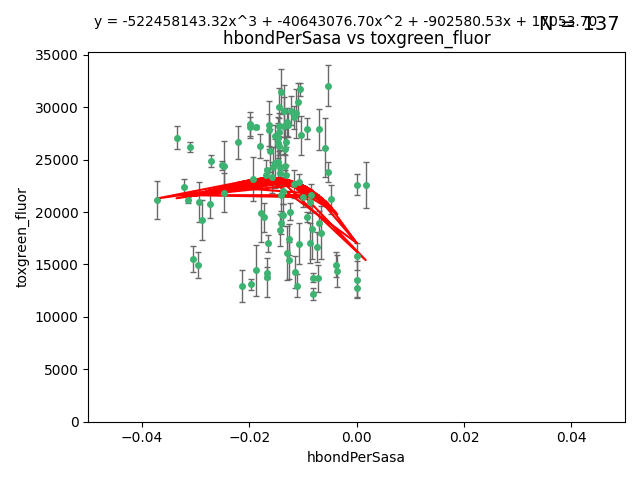 y = -522458143.32x^3 + -40643076.70x^2 + -902580.53x +
N = 137
hbondPerSasa vs toxgreen_fluor
35000
30000
25000
20000
15000
10000
5000
0
toxgreen_fluor
-0.04
-0.02
0.00
0.02
0.04
hbondPerSasa